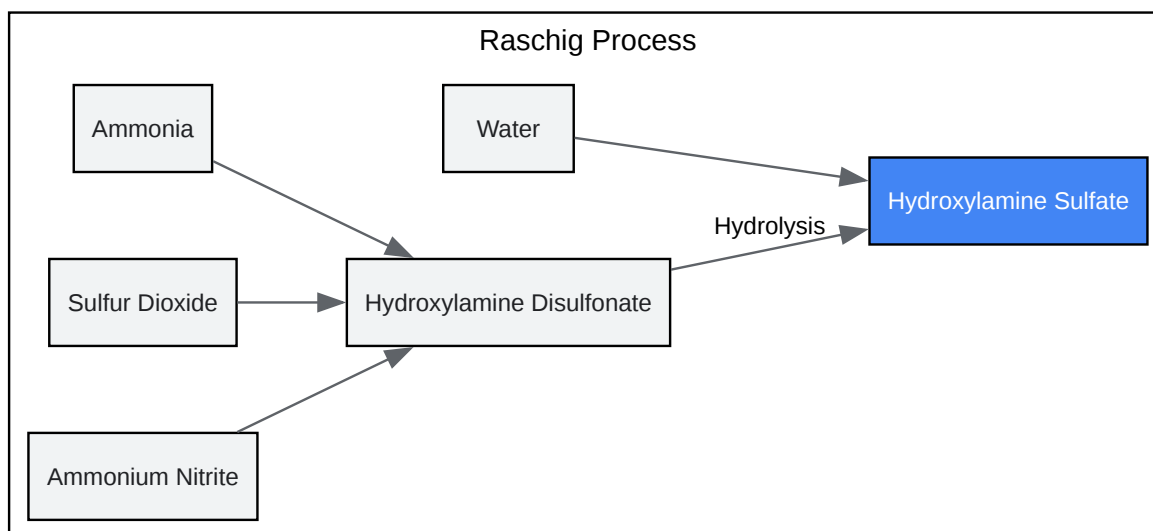 Raschig Process
Ammonia
Water
Hydroxylamine Sulfate
Hydrolysis
Sulfur Dioxide
Hydroxylamine Disulfonate
Ammonium Nitrite